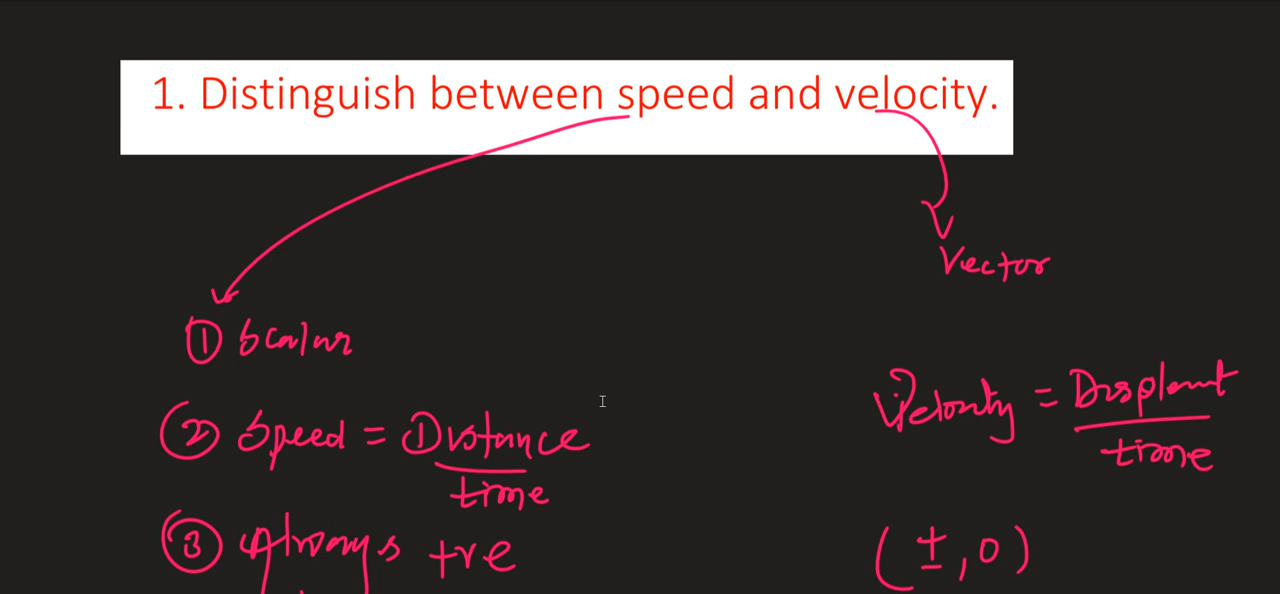 1. Distinguish between speed and velocity.
Vector
① Scalar
② Speed = Distance
time
Velocity = Displamt
time
③ Always +ve
(±, 0)